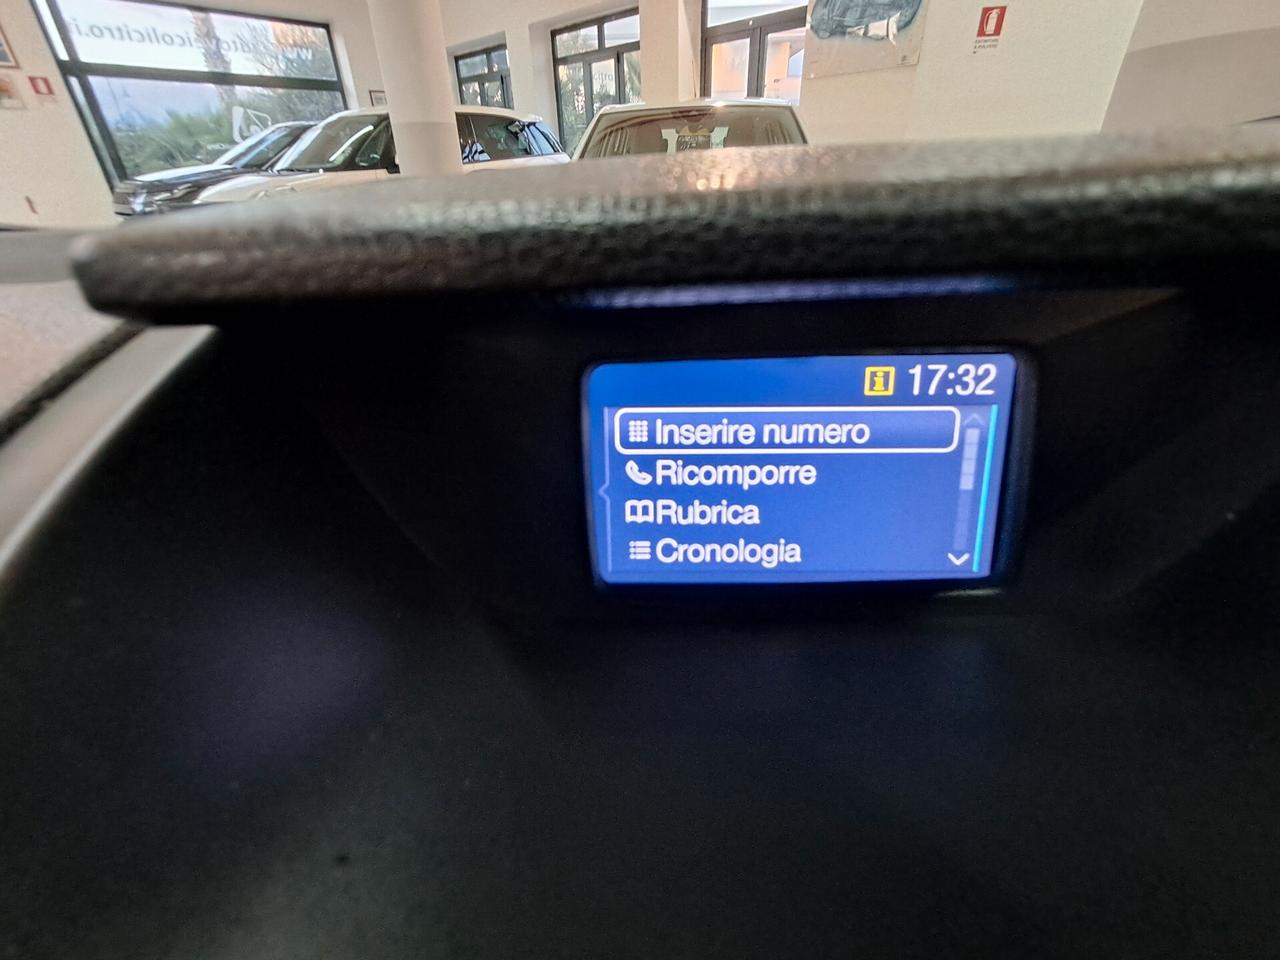 17:32
Inserire numero
Ricomporre
Rubrica
Cronologia